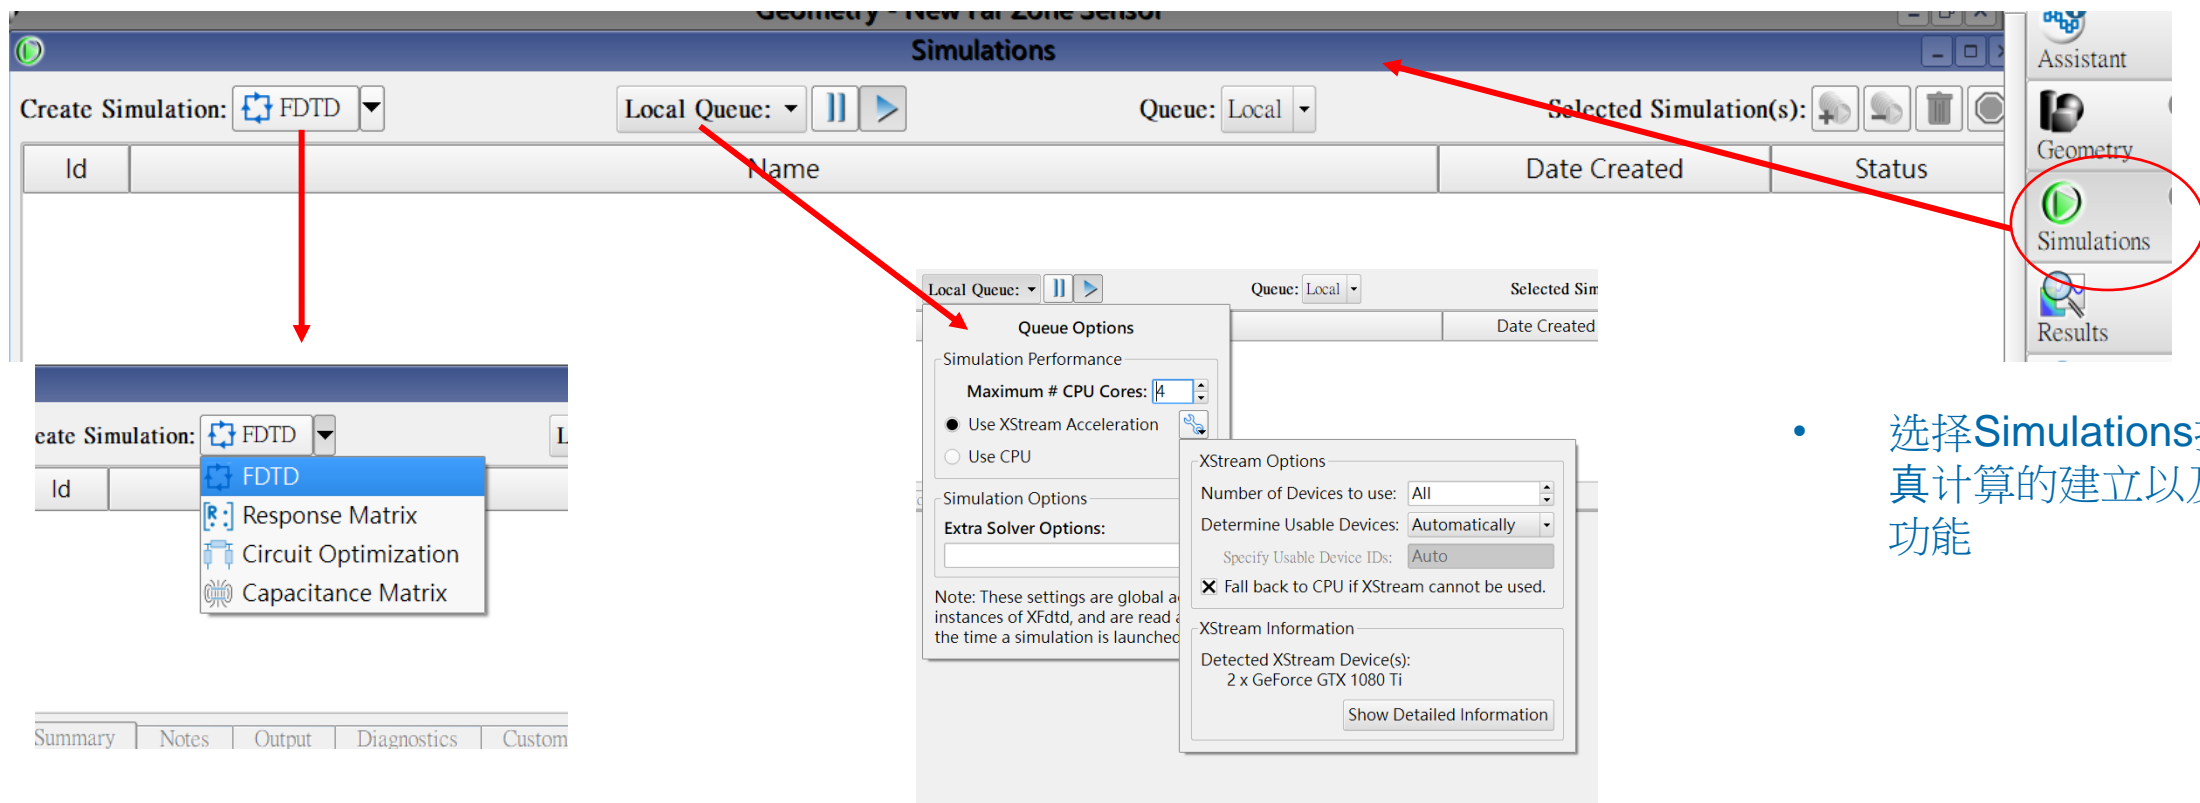 Geometry - New Far Zone Sensor
Simulations
Create Simulation: FDTD
Local Queue:
Queue: Local
Selected Simulation(s):
Id
Name
Date Created
Status
Assistant
Geometry
Simulations
Results
eate Simulation: FDTD
L
FDTD
Id
Response Matrix
Circuit Optimization
Capacitance Matrix
Summary
Notes
Output
Diagnostics
Custom
Local Queue:
Queue: Local
Selected Sim
Date Created
Queue Options
Simulation Performance
Maximum # CPU Cores: 4
Use XStream Acceleration
Use CPU
Simulation Options
Extra Solver Options:
Note: These settings are global a
instances of XFdtd, and are read a
the time a simulation is launched
XStream Options
Number of Devices to use: All
Determine Usable Devices: Automatically
Specify Usable Device IDs: Auto
Fall back to CPU if XStream cannot be used.
XStream Information
Detected XStream Device(s):
2 x GeForce GTX 1080 Ti
Show Detailed Information
• 选择Simulations
真计算的建立以及
功能